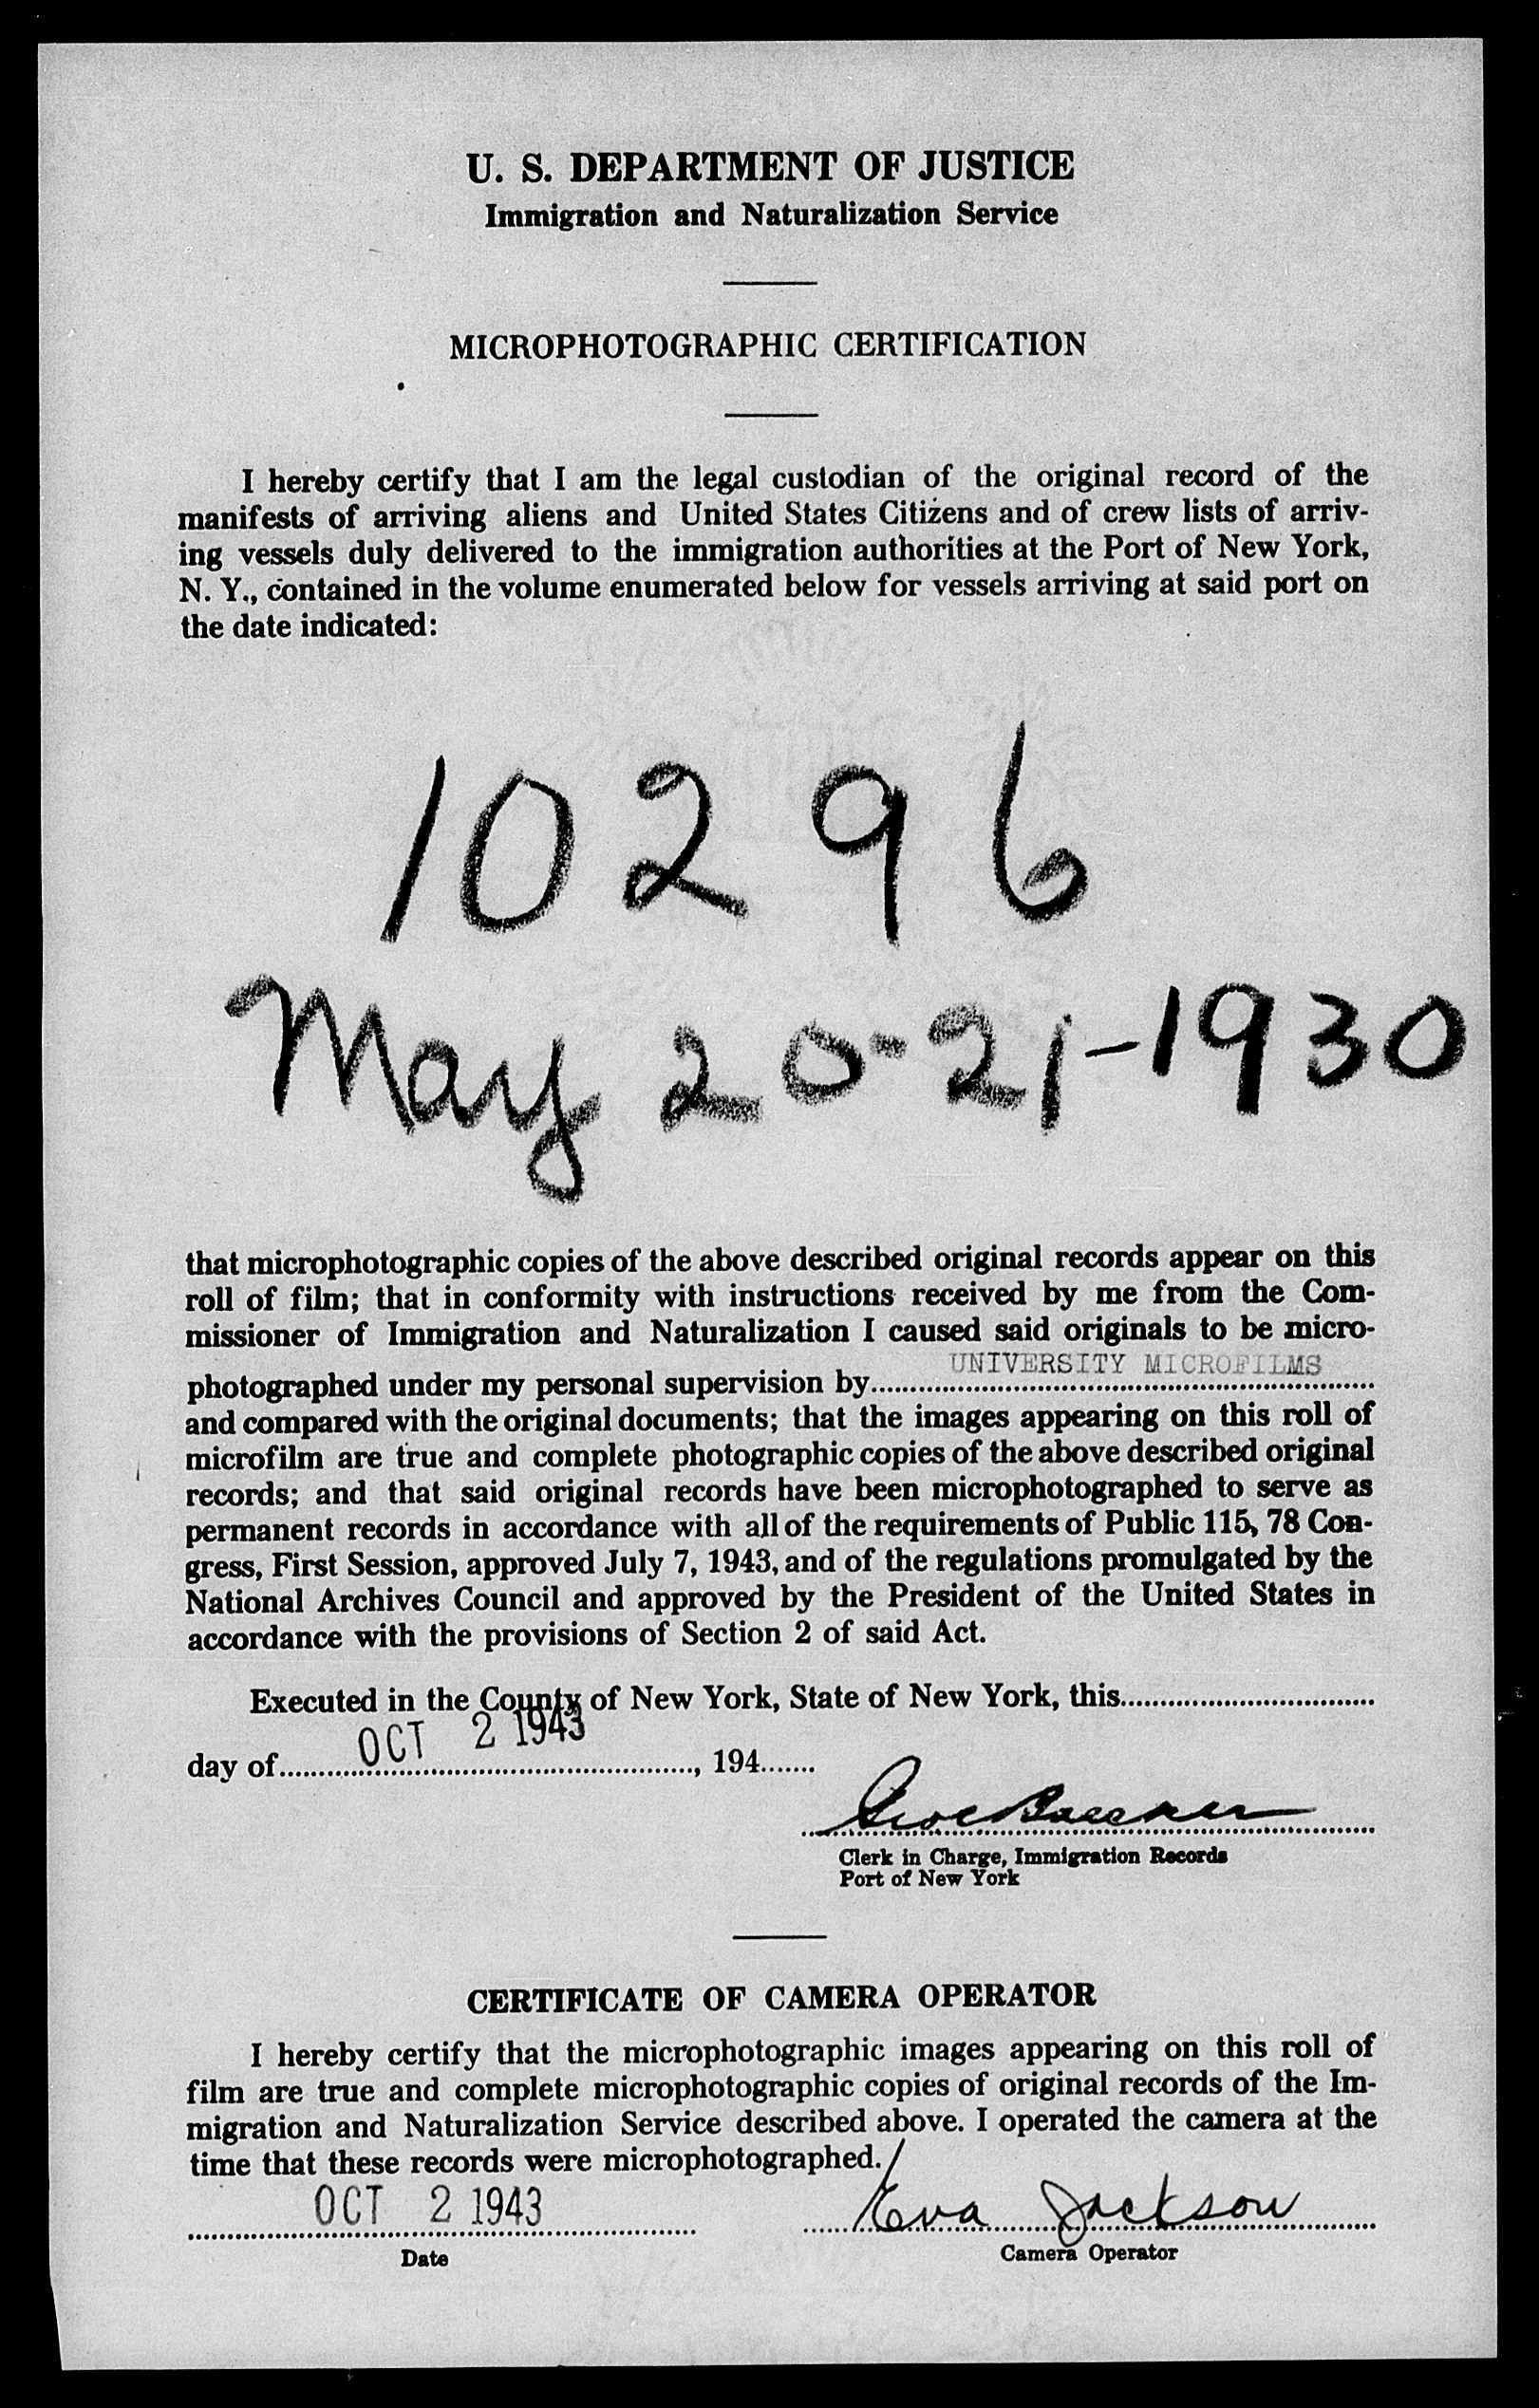 U. S. DEPARTMENT OF JUSTICE
Immigration and Naturalization Service
MICROPHOTOGRAPHIC CERTIFICATION
I hereby certify that I am the legal custodian of the original record of the
manifests of arriving aliens and United States Citizens and of crew lists of arriv-
ing vessels duly delivered to the immigration authorities at the Port of New York,
N. Y., contained in the volume enumerated below for vessels arriving at said port on
the date indicated:
10296
May 20-21-1930
that microphotographic copies of the above described original records appear on this
roll of film; that in conformity with instructions received by me from the Com-
missioner of Immigration and Naturalization I caused said originals to be micro-
photographed under my personal supervision by UNIVERSITY MICROFILMS
and compared with the original documents; that the images appearing on this roll of
microfilm are true and complete photographic copies of the above described original
records; and that said original records have been microphotographed to serve as
permanent records in accordance with all of the requirements of Public 115, 78 Con-
gress, First Session, approved July 7, 1943, and of the regulations promulgated by the
National Archives Council and approved by the President of the United States in
accordance with the provisions of Section 2 of said Act.
Executed in the County of New York, State of New York, this
day of OCT 2 1943, 194
Clerk in Charge, Immigration Records
Port of New York
CERTIFICATE OF CAMERA OPERATOR
I hereby certify that the microphotographic images appearing on this roll of
film are true and complete microphotographic copies of original records of the Im-
migration and Naturalization Service described above. I operated the camera at the
time that these records were microphotographed.
OCT 2 1943 Eva Jackson
Date Camera Operator